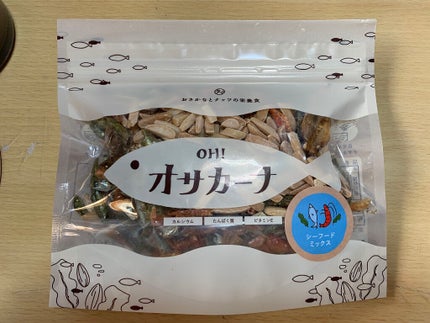 おさかなとナッツの栄養食
OH!
オサカーナ
カルシウム たんぱく質 ビタミンE
シーフード
ミックス